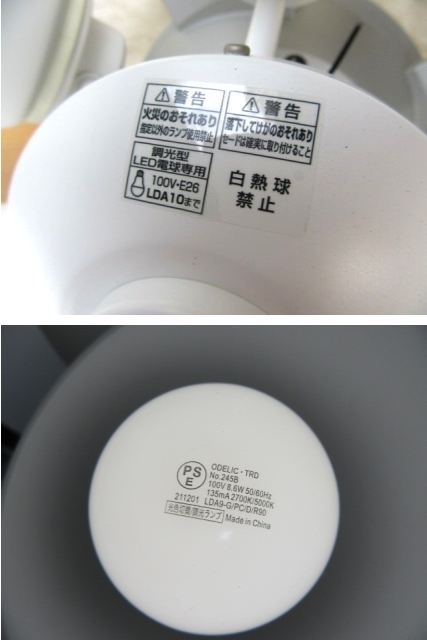 ⚠警告
火災のおそれあり
指定以外のランプ使用禁止
⚠警告
落下してけがのおそれあり
セードは確実に取り付けること
調光型
LED電球専用
100V・E26
LDA10まで
白熱球
禁止
PS
E
ODELIC・TRD
No.245B
100V 8.6W 50/60Hz
135mA 2700K/5000K
211201 LDA9-G/PC/D/R90
光色切替/調光ランプ Made in China